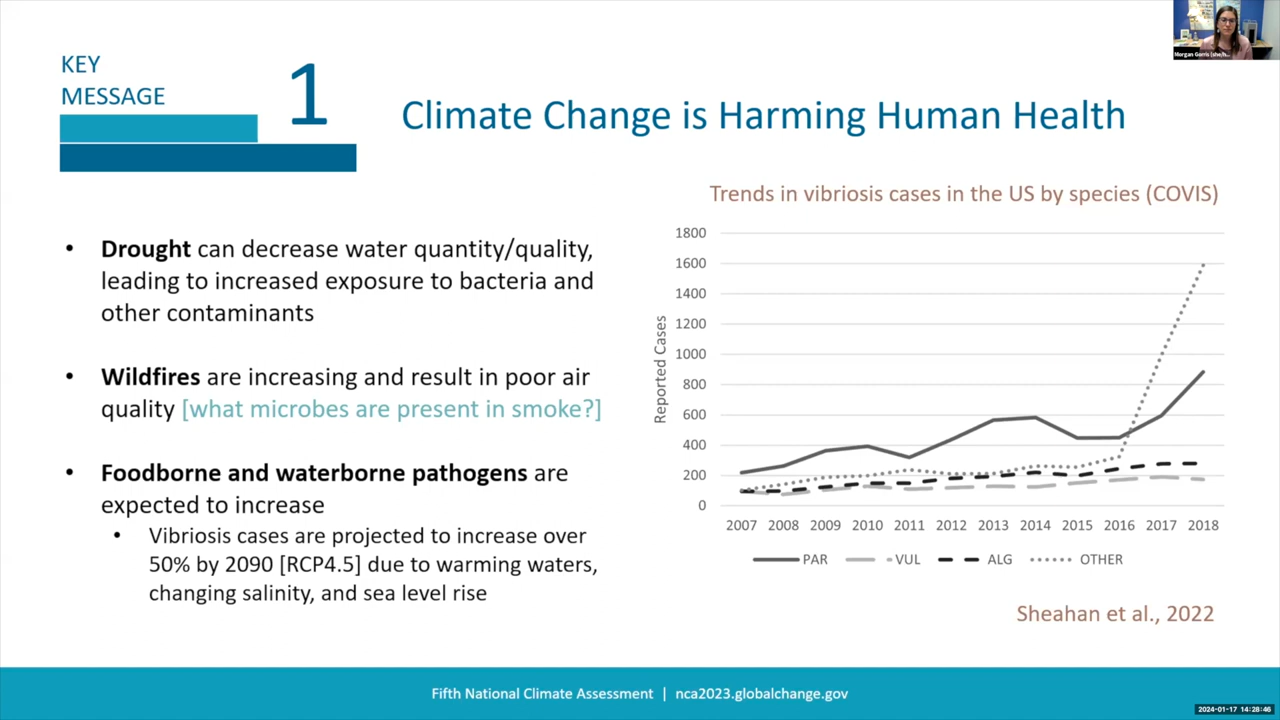 KEY
MESSAGE
1
Climate Change is Harming Human Health
• Drought can decrease water quantity/quality,
leading to increased exposure to bacteria and
other contaminants
• Wildfires are increasing and result in poor air
quality [what microbes are present in smoke?]
• Foodborne and waterborne pathogens are
expected to increase
• Vibriosis cases are projected to increase over
50% by 2090 [RCP4.5] due to warming waters,
changing salinity, and sea level rise
Trends in vibriosis cases in the US by species (COVIS)
Reported Cases
1800
1600
1400
1200
1000
800
600
400
200
0
2007 2008 2009 2010 2011 2012 2013 2014 2015 2016 2017 2018
PAR VUL ALG OTHER
Sheahan et al., 2022
Fifth National Climate Assessment | nca2023.globalchange.gov
Morgan Gorris (she/h...
2024-01-17 14:28:46